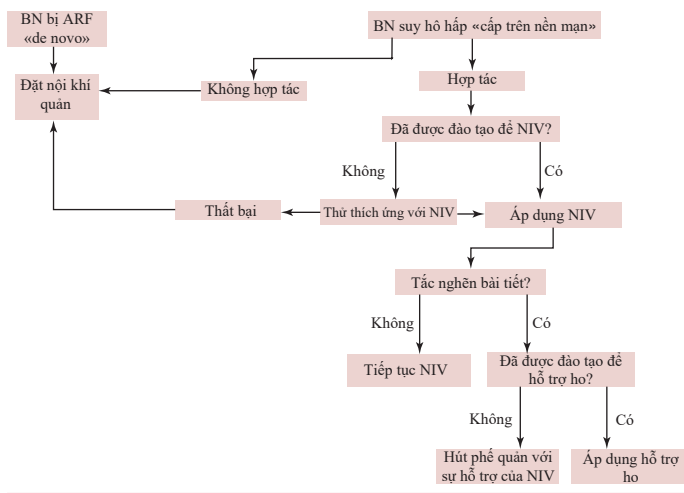 BN bị ARF
«de novo»
BN suy hô hấp «cấp trên nền mạn»
Đặt nội khí
quản
Không hợp tác
Hợp tác
Đã được đào tạo để NIV?
Không
Có
Thất bại
Thử thích ứng với NIV
Áp dụng NIV
Tắc nghẽn bài tiết?
Không
Có
Tiếp tục NIV
Đã được đào tạo để
hỗ trợ ho?
Không
Có
Hút phế quản với
sự hỗ trợ của NIV
Áp dụng hỗ trợ
ho